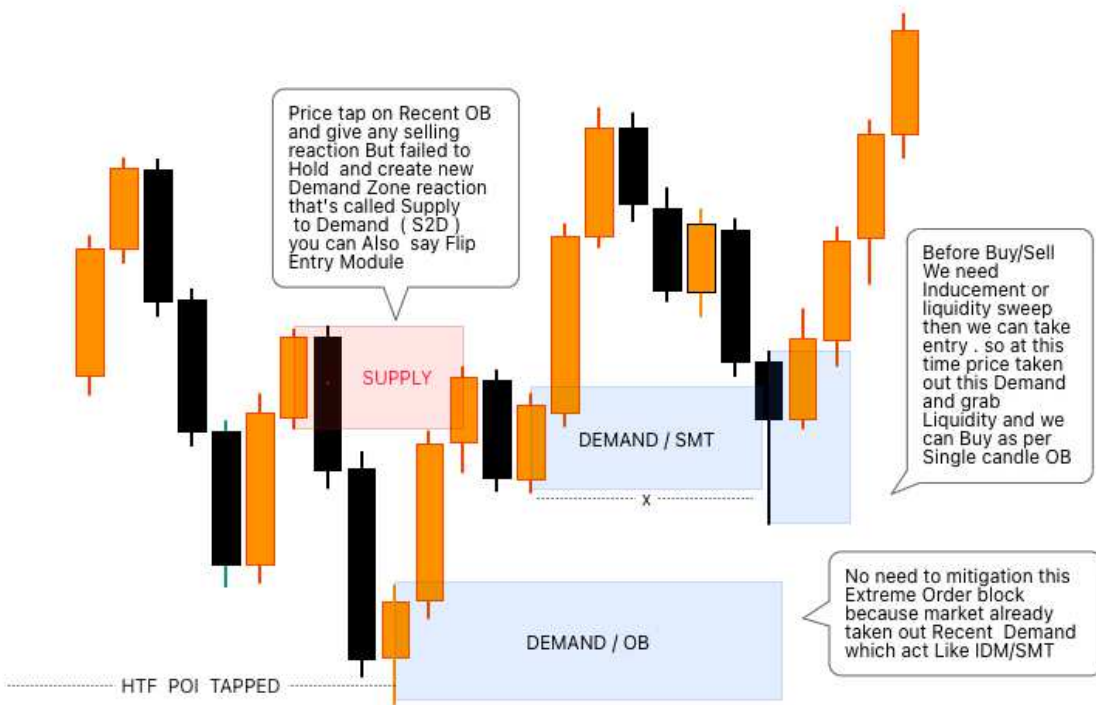 Price tap on Recent OB
and give any selling
reaction But failed to
Hold and create new
Demand Zone reaction
that's called Supply
to Demand ( S2D )
you can Also say Flip
Entry Module
SUPPLY
DEMAND / SMT
x
Before Buy/Sell
We need
Inducement or
liquidity sweep
then we can take
entry . so at this
time price taken
out this Demand
and grab
Liquidity and we
can Buy as per
Single candle OB
No need to mitigation this
Extreme Order block
because market already
taken out Recent Demand
which act Like IDM/SMT
DEMAND / OB
HTF POI TAPPED